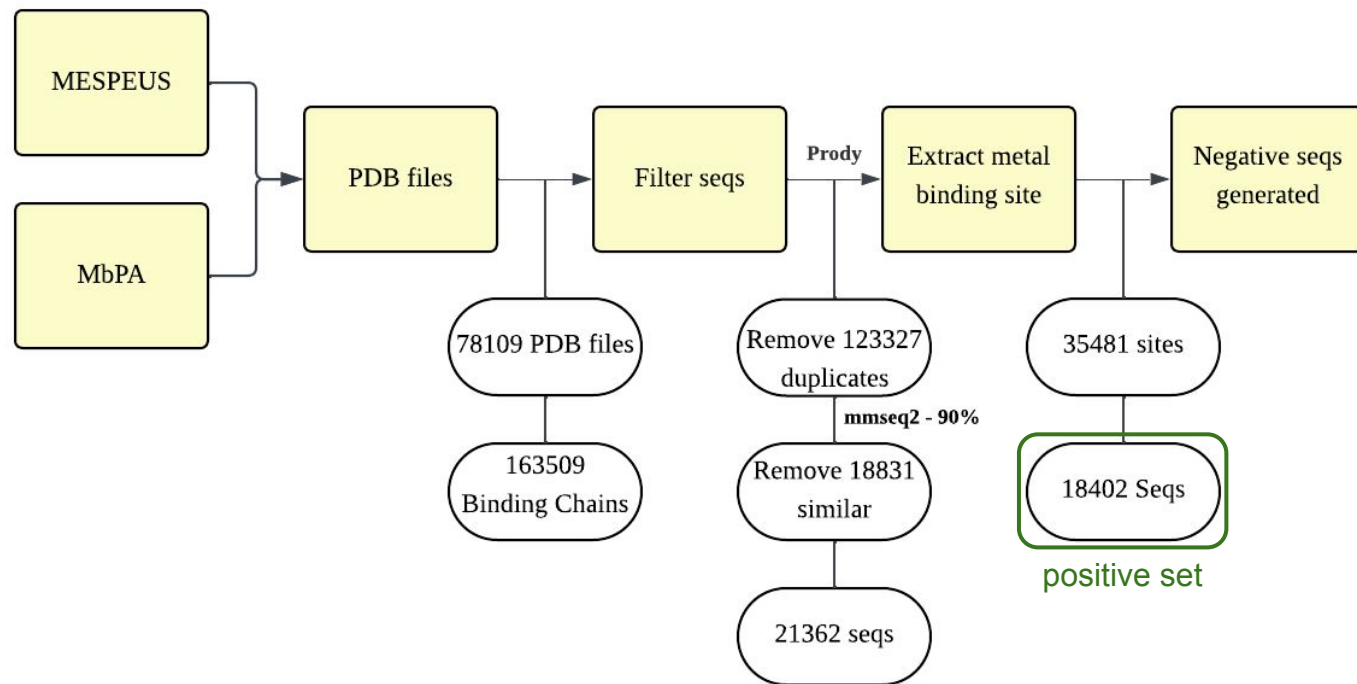 MESPEUS
MbPA
PDB files
Filter seqs
Prody
Extract metal
binding site
Negative seqs
generated
78109 PDB files
163509
Binding Chains
Remove 123327
duplicates
mmseq2 - 90%
Remove 18831
similar
21362 seqs
35481 sites
18402 Seqs
positive set